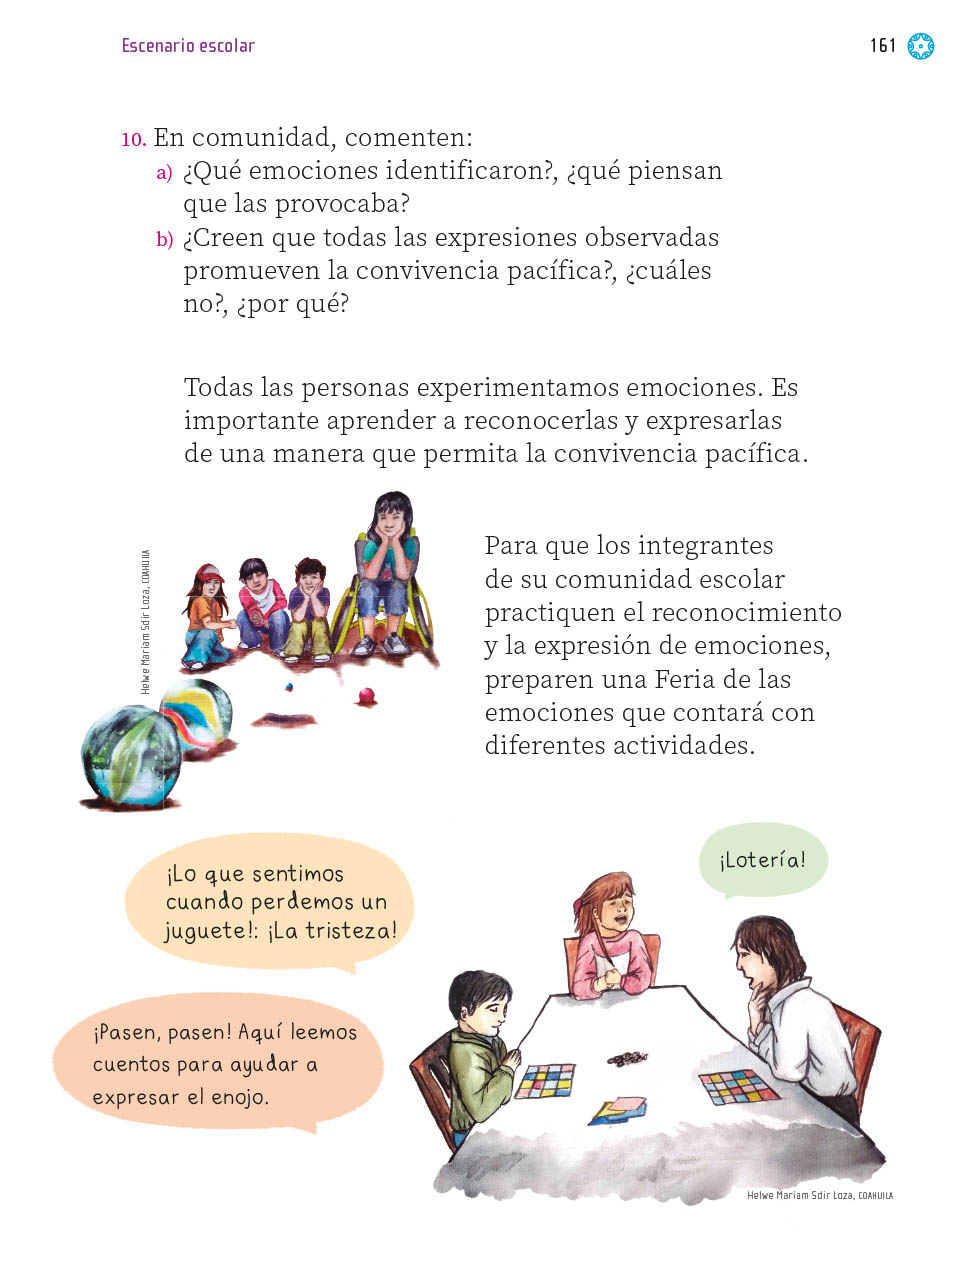 Escenario escolar
161
10. En comunidad, comenten:
a) ¿Qué emociones identificaron?, ¿qué piensan
que las provocaba?
b) ¿Creen que todas las expresiones observadas
promueven la convivencia pacífica?, ¿cuáles
no?, ¿por qué?
Todas las personas experimentamos emociones. Es
importante aprender a reconocerlas y expresarlas
de una manera que permita la convivencia pacífica.
Helwe Mariam Sdir Loza, COAHUILA
Para que los integrantes
de su comunidad escolar
practiquen el reconocimiento
y la expresión de emociones,
preparen una Feria de las
emociones que contará con
diferentes actividades.
¡Lo que sentimos
cuando perdemos un
juguete!: ¡La tristeza!
¡Lotería!
¡Pasen, pasen! Aquí leemos
cuentos para ayudar a
expresar el enojo.
Helwe Mariam Sdir Loza, COAHUILA